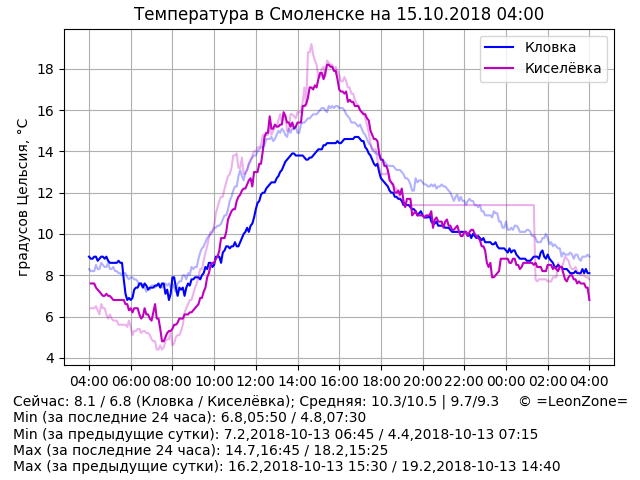 Температура в Смоленске на 15.10.2018 04:00
градусов Цельсия, °C
18
16
14
12
10
8
6
4
Кловка
Киселёвка
04:00 06:00 08:00 10:00 12:00 14:00 16:00 18:00 20:00 22:00 00:00 02:00 04:00
Сейчас: 8.1 / 6.8 (Кловка / Киселёвка); Средняя: 10.3/10.5 | 9.7/9.3 © =LeonZone=
Min (за последние 24 часа): 6.8,05:50 / 4.8,07:30
Min (за предыдущие сутки): 7.2,2018-10-13 06:45 / 4.4,2018-10-13 07:15
Max (за последние 24 часа): 14.7,16:45 / 18.2,15:25
Max (за предыдущие сутки): 16.2,2018-10-13 15:30 / 19.2,2018-10-13 14:40